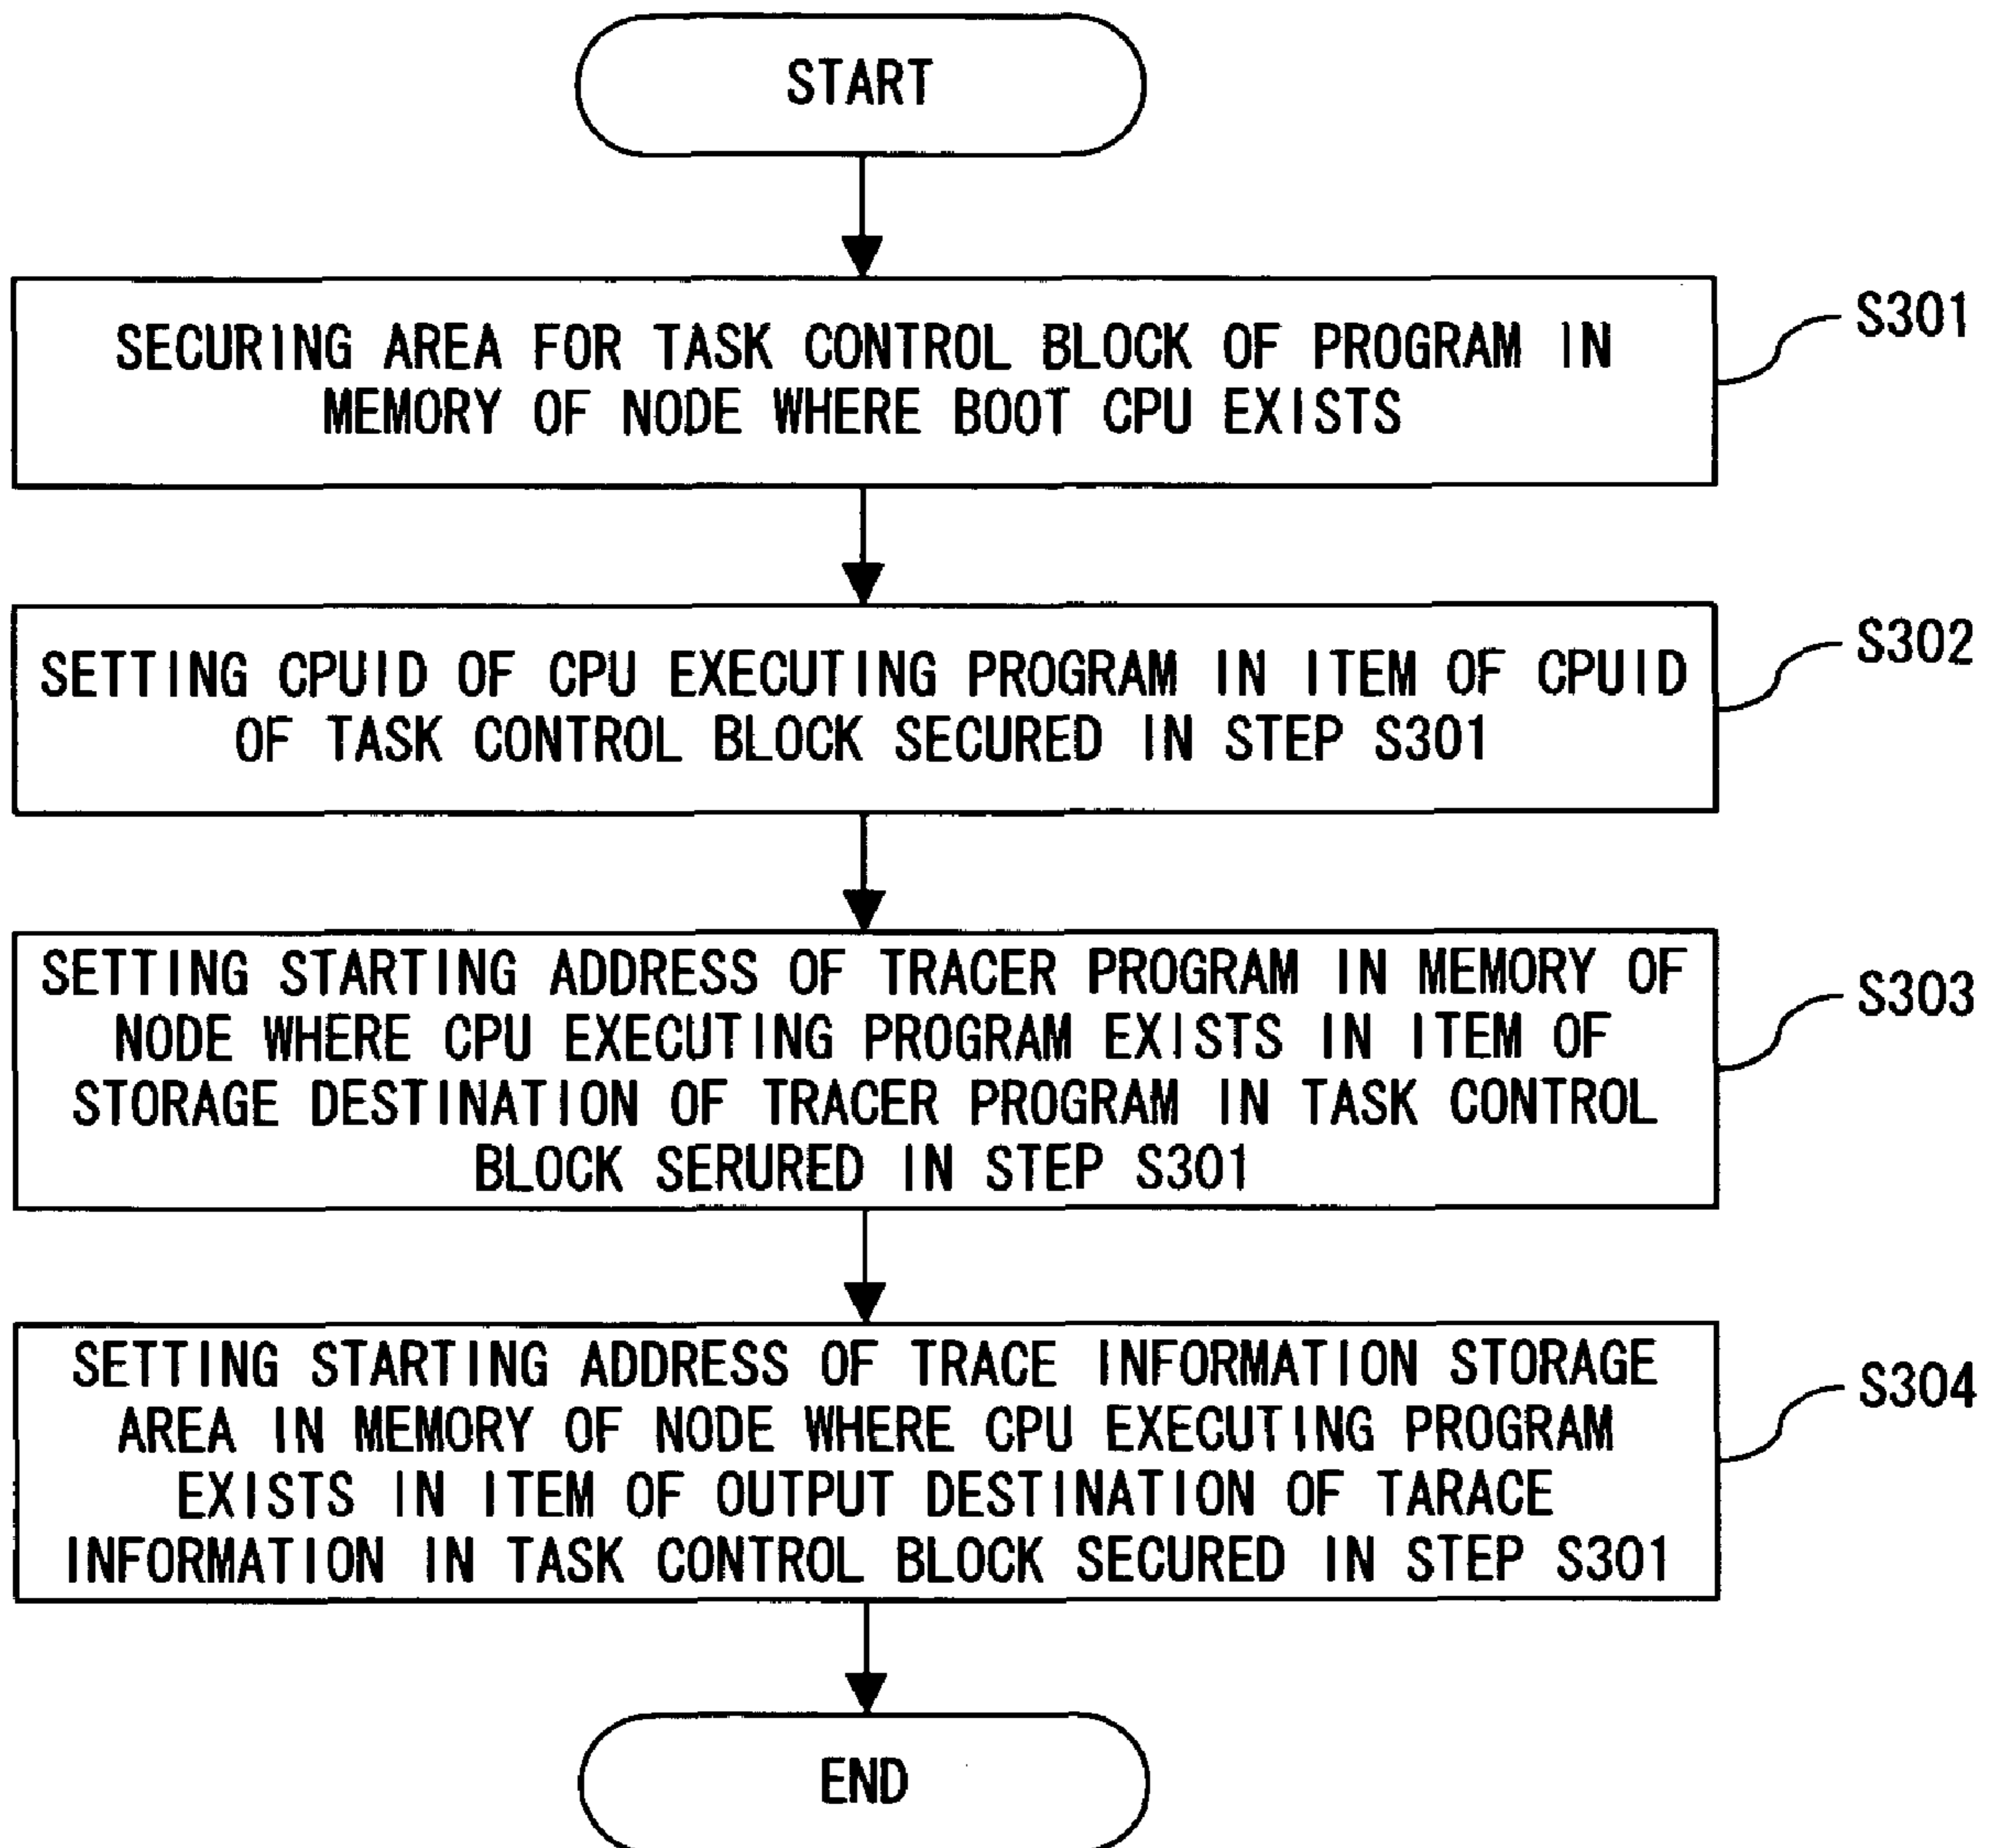 START
SECURING AREA FOR TASK CONTROL BLOCK OF PROGRAM IN
MEMORY OF NODE WHERE BOOT CPU EXISTS
S301
SETTING CPUID OF CPU EXECUTING PROGRAM IN ITEM OF CPUID
OF TASK CONTROL BLOCK SECURED IN STEP S301
S302
SETTING STARTING ADDRESS OF TRACER PROGRAM IN MEMORY OF
NODE WHERE CPU EXECUTING PROGRAM EXISTS IN ITEM OF
STORAGE DESTINATION OF TRACER PROGRAM IN TASK CONTROL
BLOCK SERURED IN STEP S301
S303
SETTING STARTING ADDRESS OF TRACE INFORMATION STORAGE
AREA IN MEMORY OF NODE WHERE CPU EXECUTING PROGRAM
EXISTS IN ITEM OF OUTPUT DESTINATION OF TARACE
INFORMATION IN TASK CONTROL BLOCK SECURED IN STEP S301
S304
END